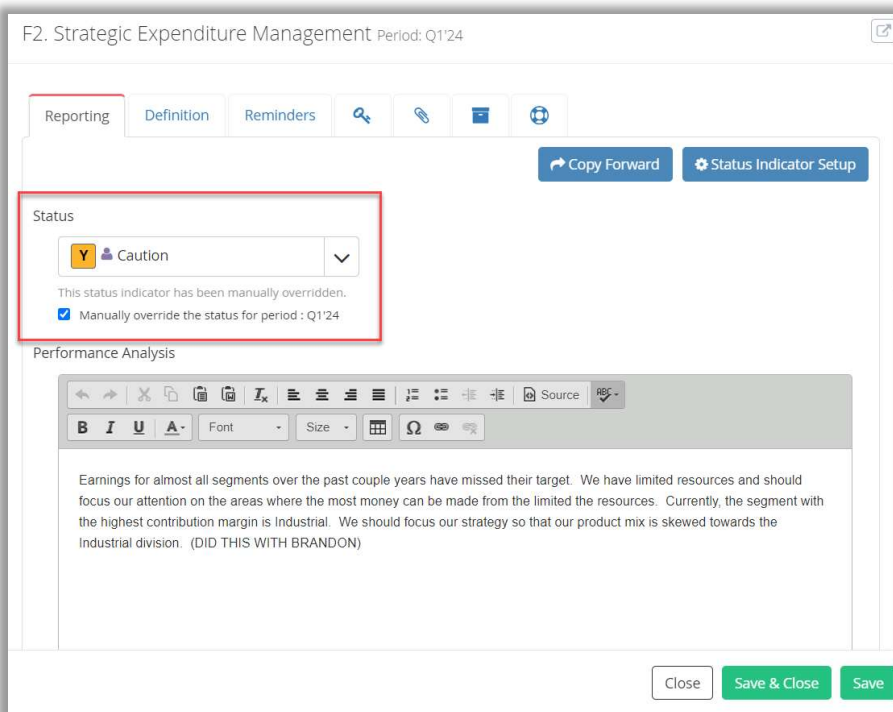 F2. Strategic Expenditure Management Period: Q1'24
Reporting Definition Reminders
Copy Forward Status Indicator Setup
Status
Y Caution
This status indicator has been manually overridden.
Manually override the status for period : Q1'24
Performance Analysis
Source ABC
B I U A Font Size Ω
Earnings for almost all segments over the past couple years have missed their target. We have limited resources and should
focus our attention on the areas where the most money can be made from the limited the resources. Currently, the segment with
the highest contribution margin is Industrial. We should focus our strategy so that our product mix is skewed towards the
Industrial division. (DID THIS WITH BRANDON)
Close Save & Close Save